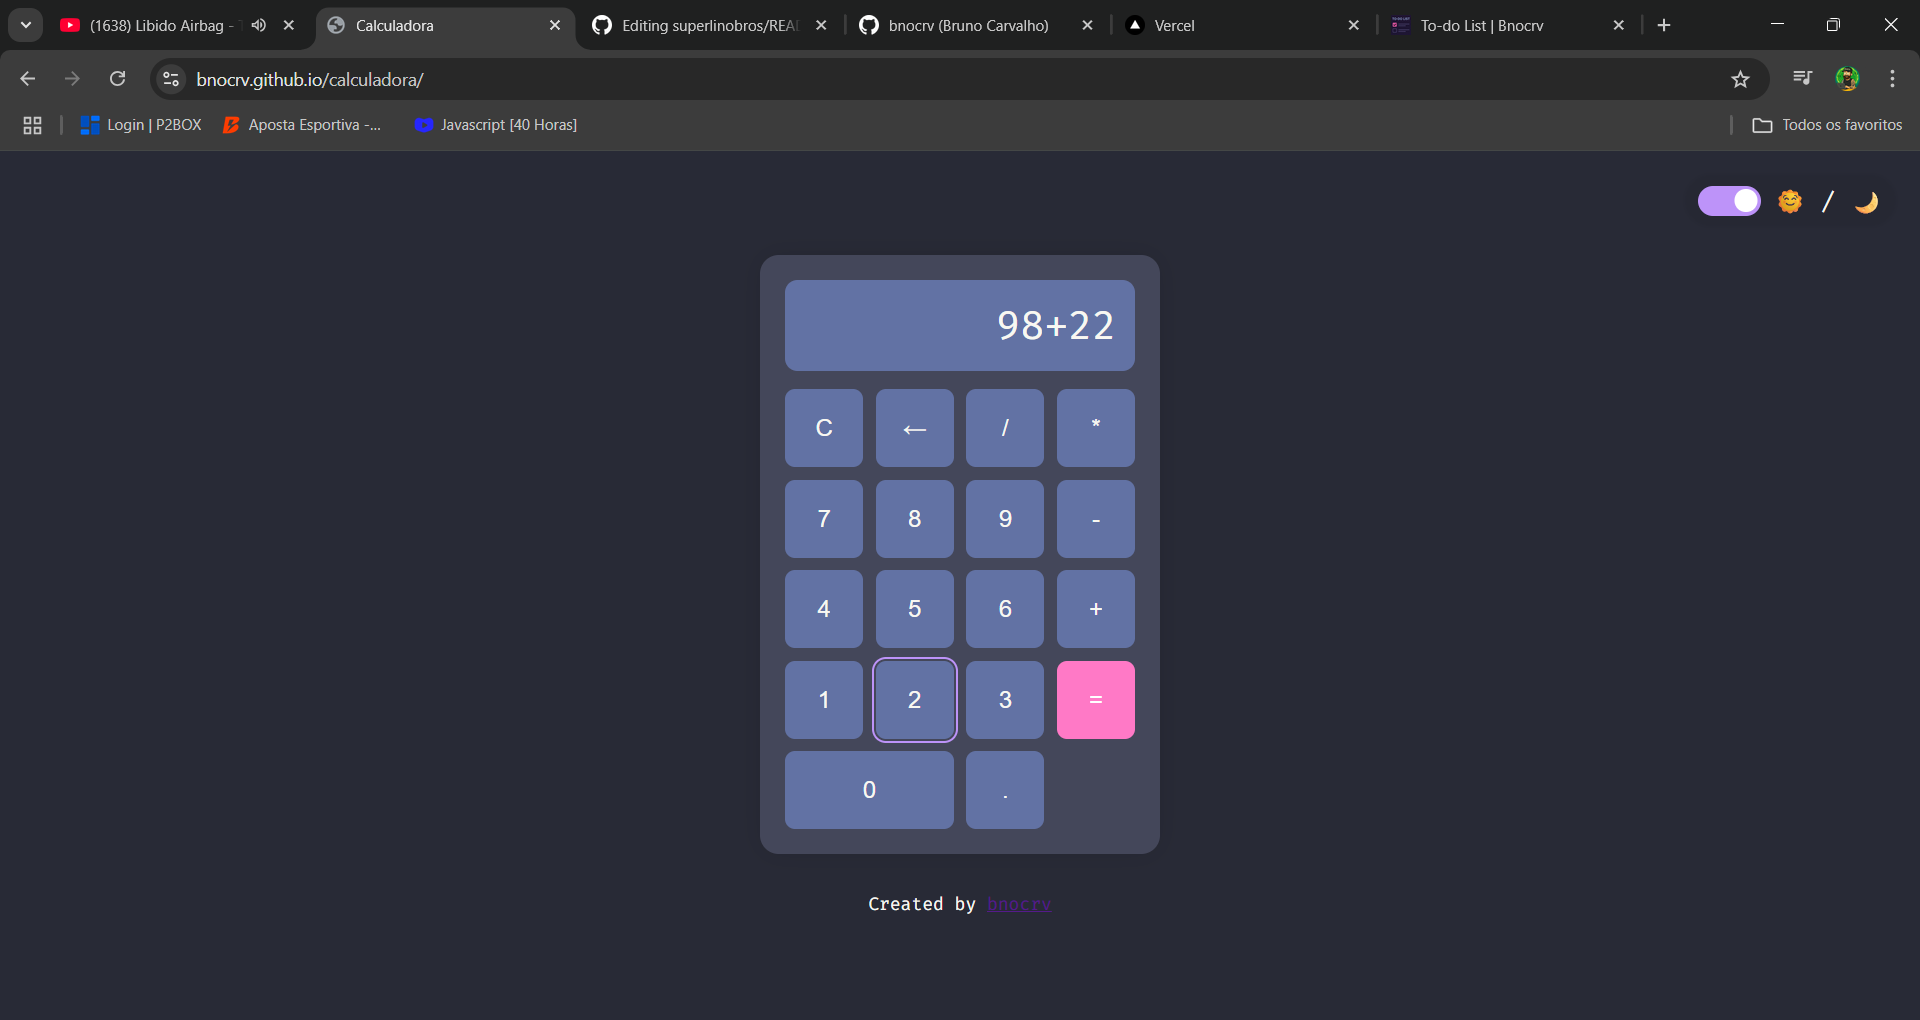 (1638) Libido Airbag -
Calculadora
Editing superlinobros/REA
bnocrv (Bruno Carvalho)
Vercel
To-do List | Bnocrv
bnocrv.github.io/calculadora/
Login | P2BOX
Aposta Esportiva -...
Javascript [40 Horas]
Todos os favoritos
/
98+22
C ← / *
7 8 9 -
4 5 6 +
1 2 3 =
0 .
Created by bnocrv